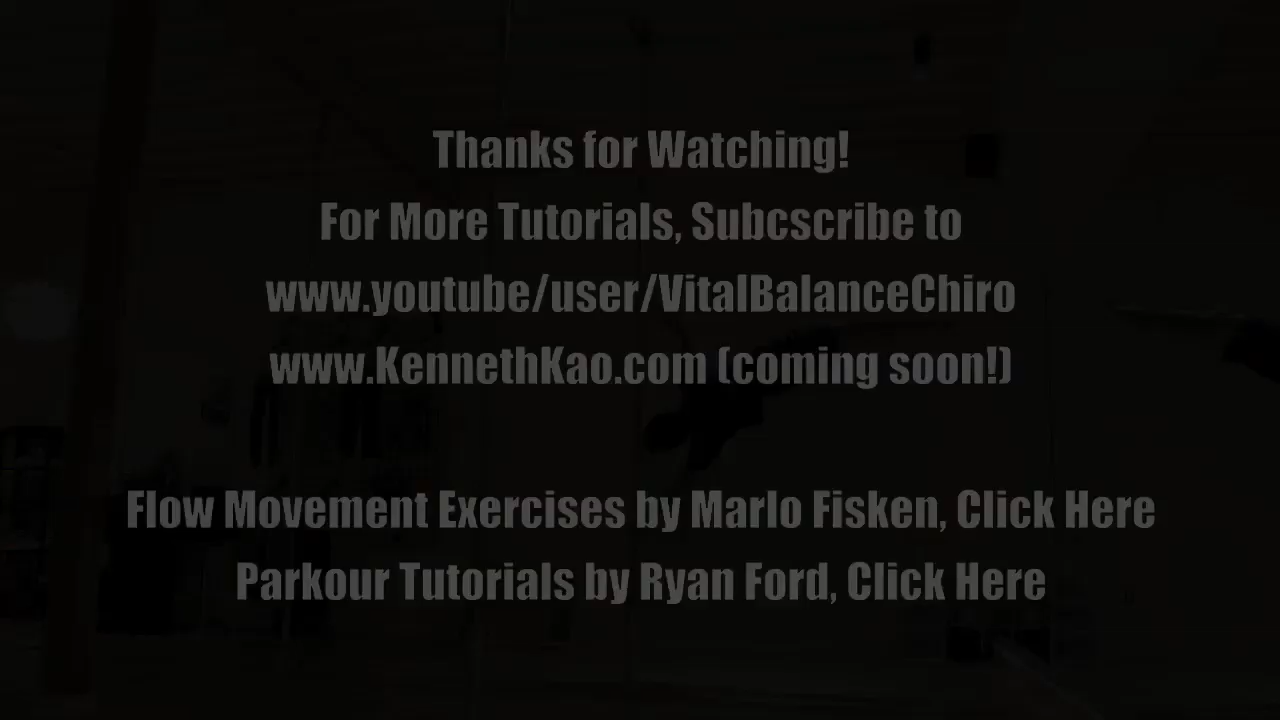 Thanks for Watching!
For More Tutorials, Subcscribe to
www.youtube/user/VitalBalanceChiro
www.KennethKao.com (coming soon!)
Flow Movement Exercises by Marlo Fisken, Click Here
Parkour Tutorials by Ryan Ford, Click Here